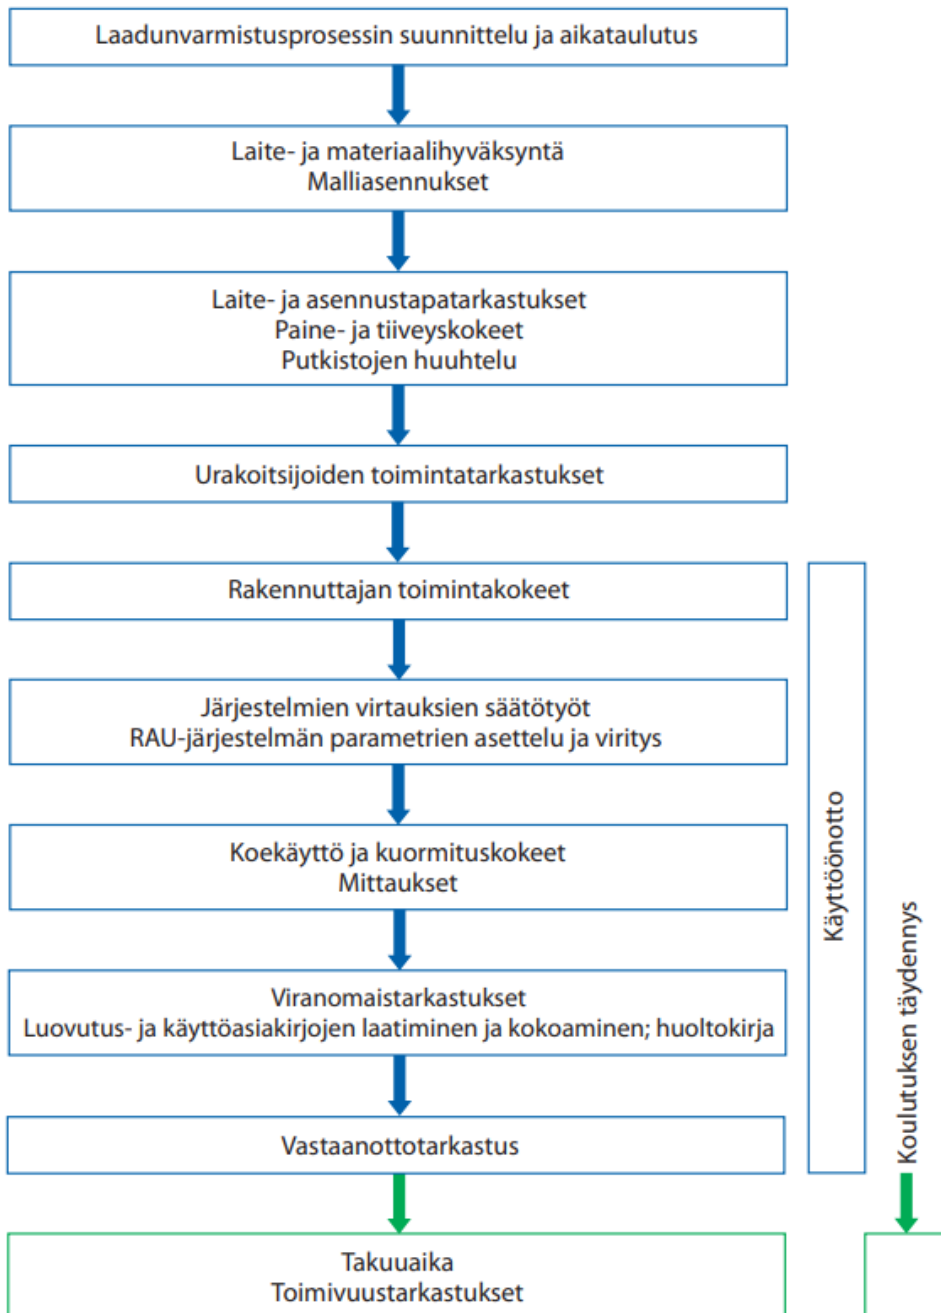 Laadunvarmistusprosessin suunnittelu ja aikataulutus
Laite- ja materiaalihyväksyntä
Malliasennukset
Laite- ja asennustapatarkastukset
Paine- ja tiiveyskokeet
Putkistojen huuhtelu
Urakoitsijoiden toimintatarkastukset
Rakennuttajan toimintakokeet
Järjestelmien virtauksien säätötyöt
RAU-järjestelmän parametrien asettelu ja viritys
Koekäyttö ja kuormituskokeet
Mittaukset
Viranomaistarkastukset
Luovutus- ja käyttöasiakirjojen laatiminen ja kokoaminen; huoltokirja
Vastaanottotarkastus
Käyttöönotto
Koulutuksen täydennys
Takuuaika
Toimivuustarkastukset